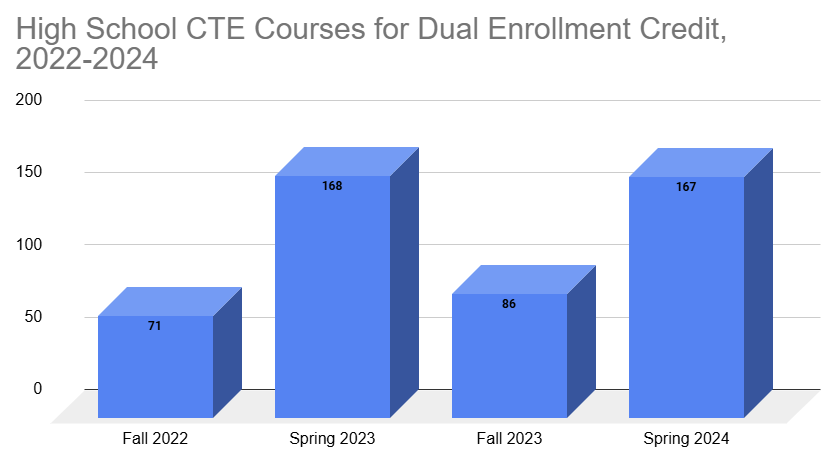 High School CTE Courses for Dual Enrollment Credit,
2022-2024
200
150
100
50
0
71
168
86
167
Fall 2022
Spring 2023
Fall 2023
Spring 2024